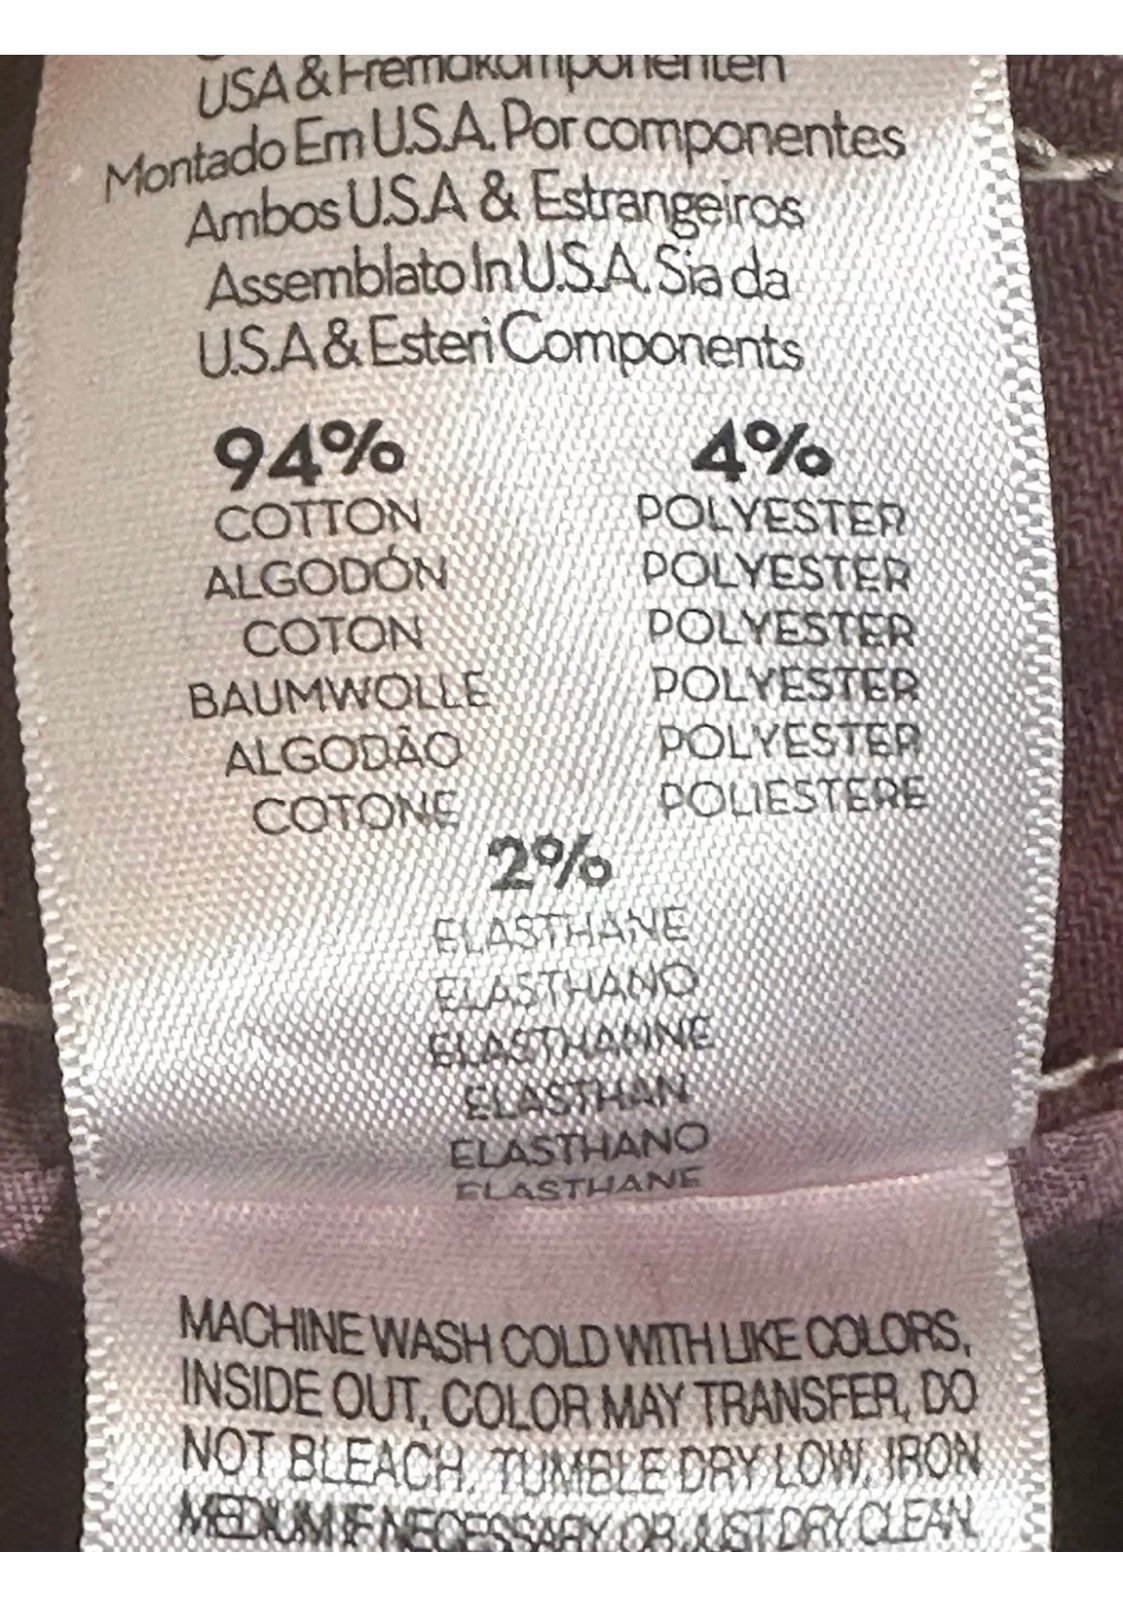 USA & Fremdkomponenten
Montado Em U.S.A. Por componentes
Ambos U.S.A & Estrangeiros
Assemblato In U.S.A. Sia da
U.S.A & Esteri Components
94% 4%
COTTON POLYESTER
ALGODÓN POLYESTER
COTON POLYESTER
BAUMWOLLE POLYESTER
ALGODÃO POLYESTER
COTONE POLIESTERE
2%
ELASTHANE
ELASTHANO
ELASTHANNE
ELASTHAN
ELASTHANO
ELASTHANE
MACHINE WASH COLD WITH LIKE COLORS,
INSIDE OUT, COLOR MAY TRANSFER, DO
NOT BLEACH. TUMBLE DRY LOW, IRON
MEDIUM IF NECESSARY OR JUST DRY CLEAN